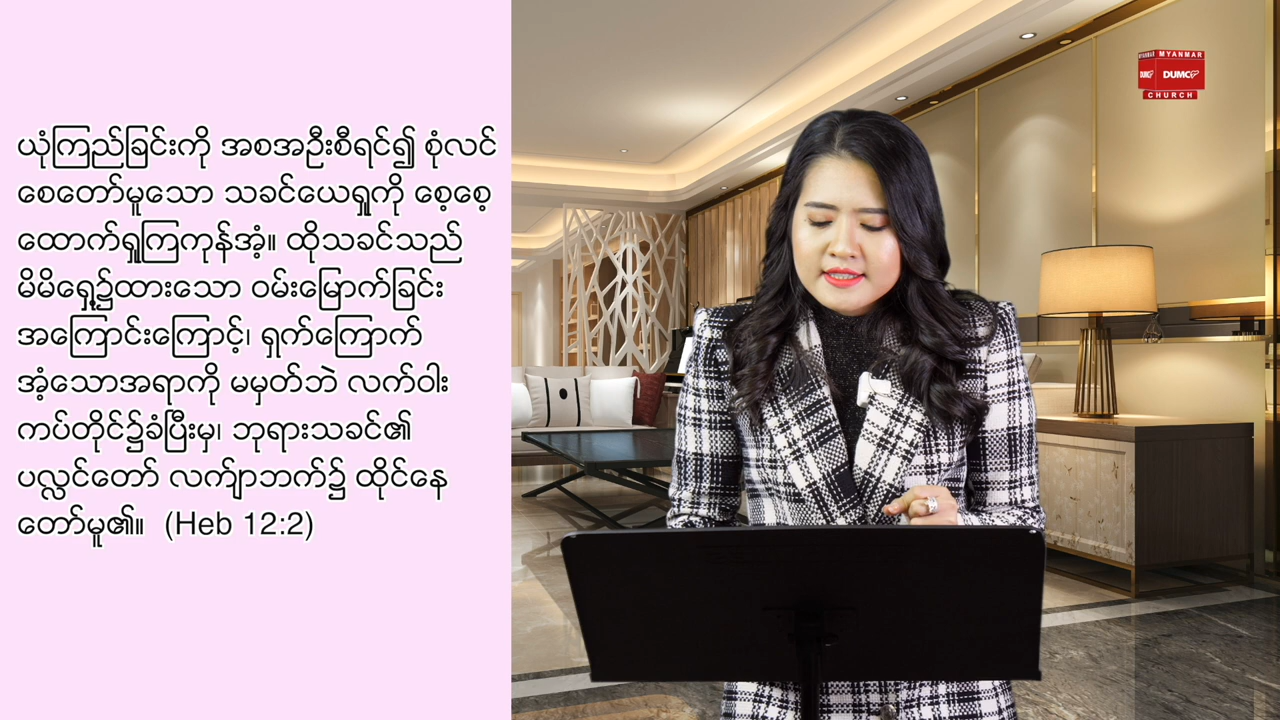 ယုံကြည်ခြင်းကို အစအဦးစီရင်၍ စုံလင်
စေတော်မူသော သခင်ယေရှုကို စေ့စေ့
ထောက်ရှုကြကုန်အံ့။ ထိုသခင်သည်
မိမိရှေ့၌ထားသော ဝမ်းမြောက်ခြင်း
အကြောင်းကြောင့်၊ ရှက်ကြောက်
အံ့သောအရာကို မမှတ်ဘဲ လက်ဝါး
ကပ်တိုင်၌ခံပြီးမှ၊ ဘုရားသခင်၏
ပလ္လင်တော် လက်ျာဘက်၌ ထိုင်နေ
တော်မူ၏။ (Heb 12:2)
MYANMAR
DUMC
CHURCH